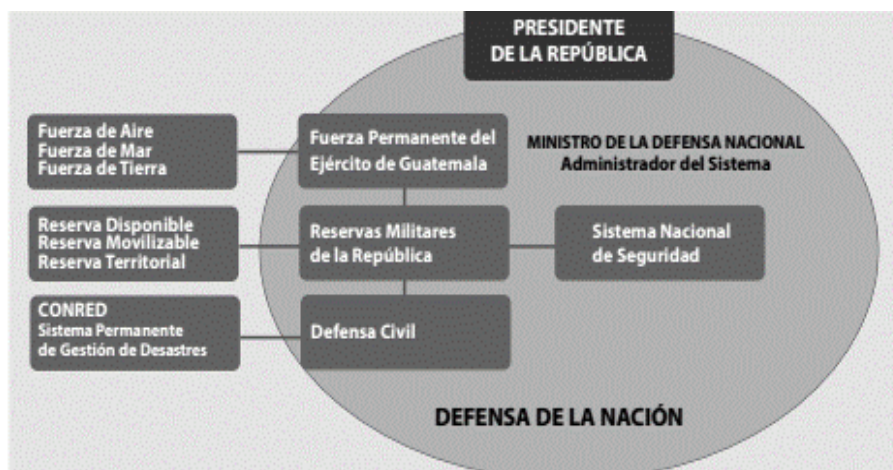 PRESIDENTE
DE LA REPÚBLICA
Fuerza de Aire
Fuerza de Mar
Fuerza de Tierra
Fuerza Permanente del
Ejército de Guatemala
MINISTRO DE LA DEFENSA NACIONAL
Administrador del Sistema
Reserva Disponible
Reserva Movilizable
Reserva Territorial
Reservas Militares
de la República
Sistema Nacional
de Seguridad
CONRED
Sistema Permanente
de Gestión de Desastres
Defensa Civil
DEFENSA DE LA NACIÓN